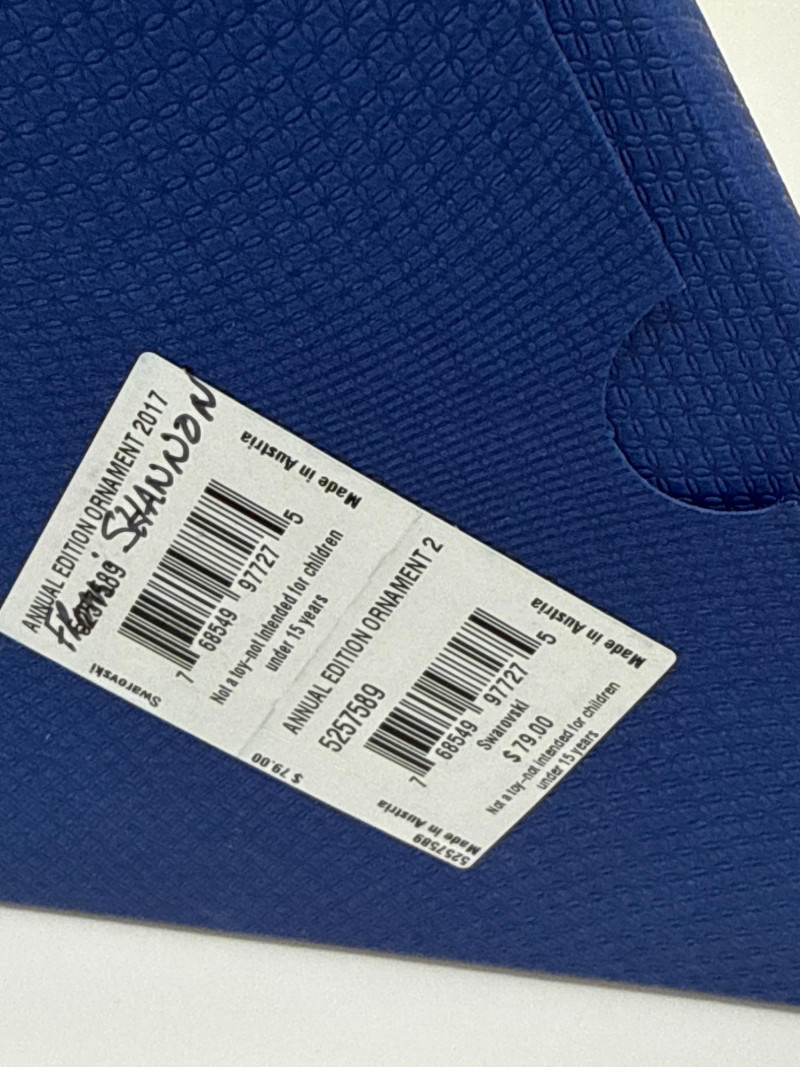 ANNUAL EDITION ORNAMENT 2017
From: SHANNON
5257589
7 68549 97727 5
Not a toy-not intended for children
under 15 years
Made in Austria
Swarovski
$ 79.00
ANNUAL EDITION ORNAMENT 2
5257589
7 68549 97727 5
Swarovski
$ 79.00
Not a toy-not intended for children
under 15 years
Made in Austria
Made in Austria
5257589